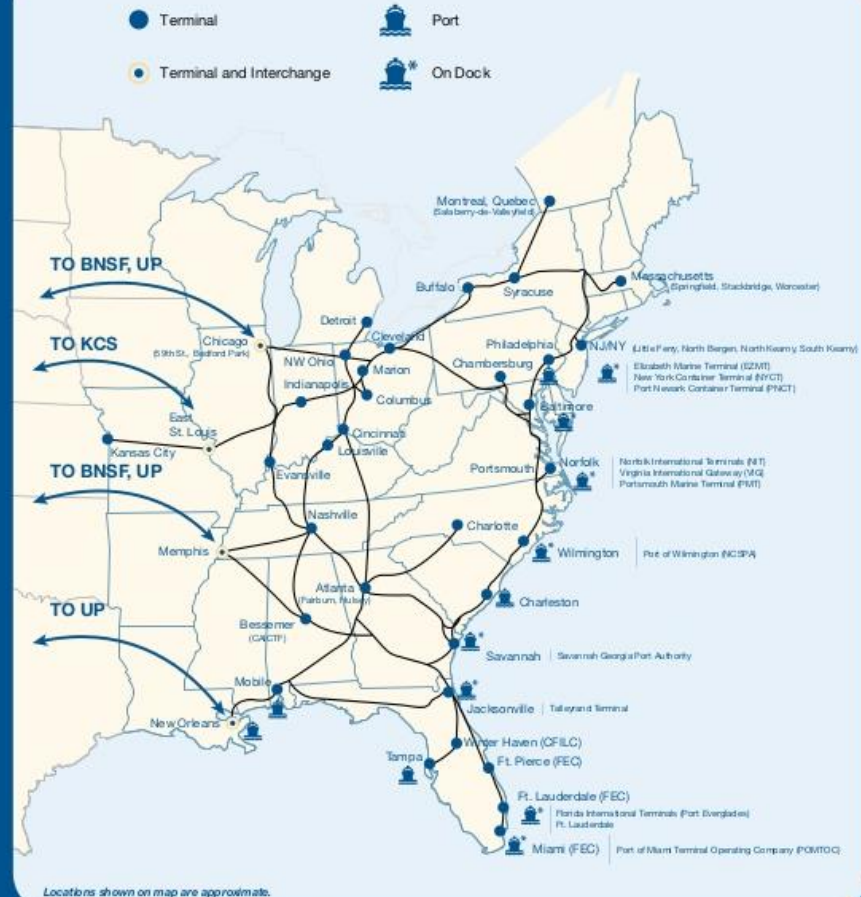 Terminal
Port
Terminal and Interchange
*
On Dock
Montreal, Quebec
(Salaberry-de-Valleyfield)
TO BNSF, UP
Buffalo
Syracuse
Massachusetts
(Springfield, Stackbridge, Worcester)
Detroit
TO KCS
Chicago
(59th St., Bedford Park)
Cleveland
Philadelphia
NJ/NY
(Little Ferry, North Bergen, North Kearny, South Kearny)
NW Ohio
Marion
Chambersburg
*
Elizabeth Marine Terminal (EZMT)
New York Container Terminal (NYCT)
Port Newark Container Terminal (PNCT)
Indianapolis
Columbus
Baltimore
*
East
St. Louis
Cincinnati
Kansas City
Louisville
TO BNSF, UP
Evansville
Portsmouth
Norfolk
*
Norfolk International Terminals (NIT)
Virginia International Gateway (VIG)
Portsmouth Marine Terminal (PMT)
Nashville
Charlotte
Memphis
*
Wilmington
Port of Wilmington (NCSPA)
Atlanta
(Fairburn, Hulsey)
TO UP
Charleston
Bessemer
(CAICTF)
*
Savannah
Savannah Georgia Port Authority
Mobile
*
Jacksonville
Talleyrand Terminal
New Orleans
Winter Haven (CFILC)
Tampa
Ft. Pierce (FEC)
Ft. Lauderdale (FEC)
*
Florida International Terminals (Port Everglades)
Ft. Lauderdale
*
Miami (FEC)
Port of Miami Terminal Operating Company (POMTOC)
Locations shown on map are approximate.